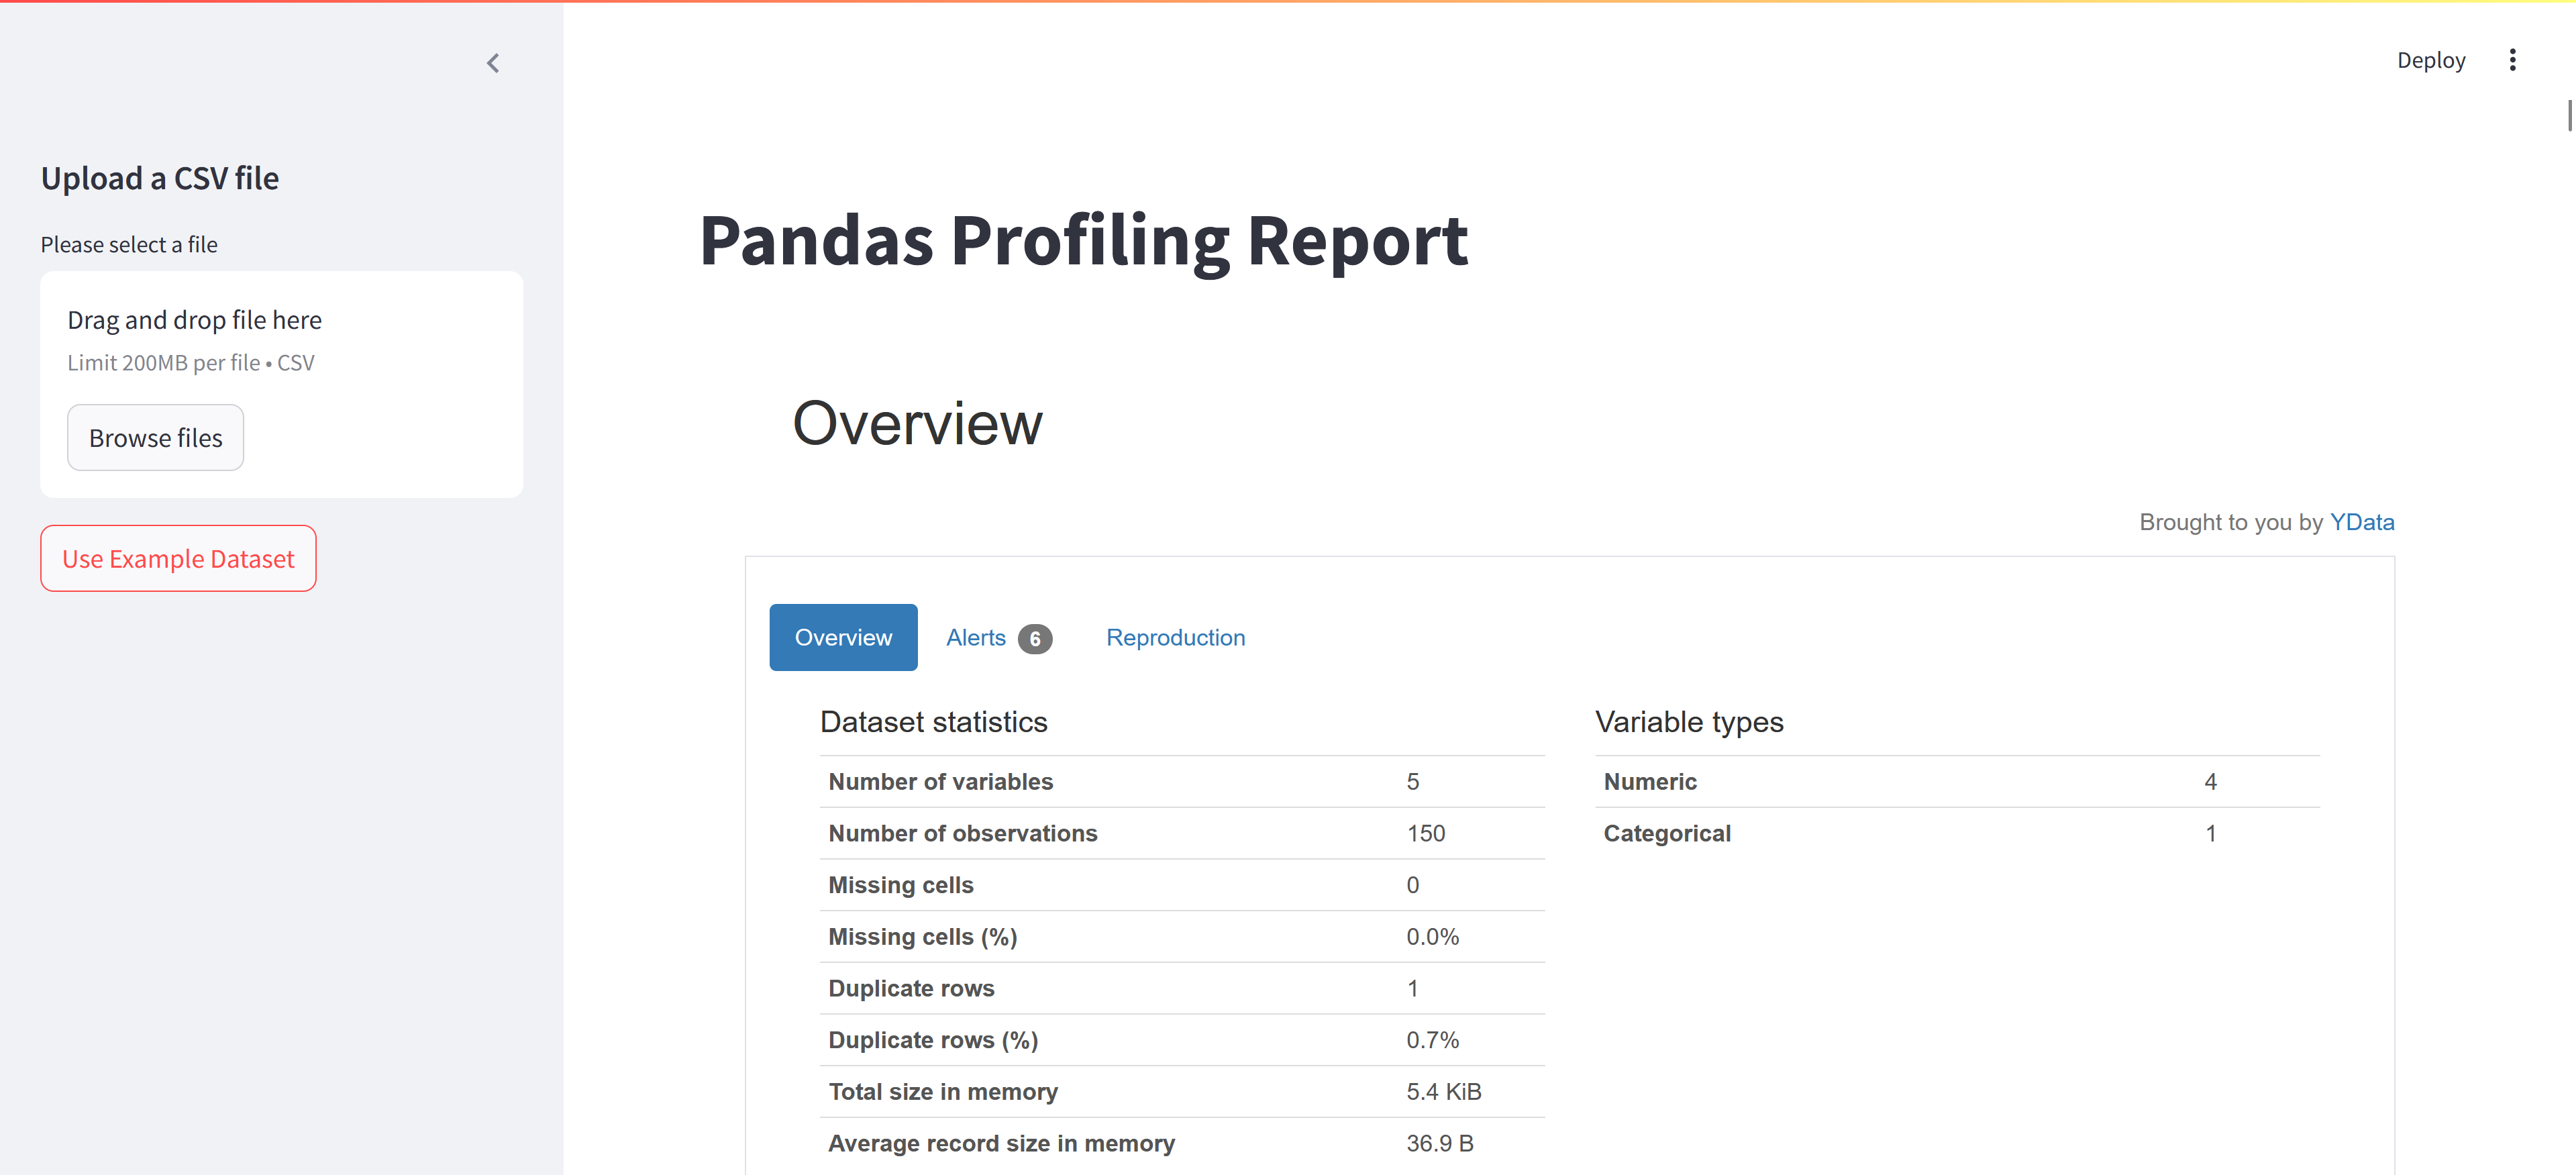 Deploy
Upload a CSV file
Please select a file
Drag and drop file here
Limit 200MB per file • CSV
Browse files
Use Example Dataset
Pandas Profiling Report
Overview
Brought to you by YData
Overview Alerts 6 Reproduction
Dataset statistics
Number of variables 5
Number of observations 150
Missing cells 0
Missing cells (%) 0.0%
Duplicate rows 1
Duplicate rows (%) 0.7%
Total size in memory 5.4 KiB
Average record size in memory 36.9 B
Variable types
Numeric 4
Categorical 1